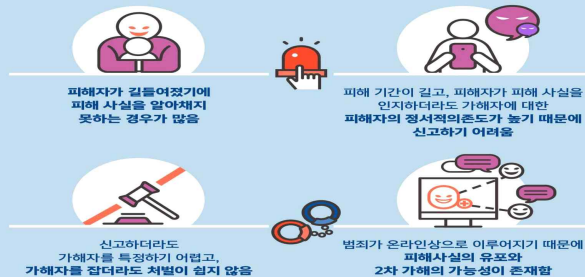 피해자가 길들여졌기에
피해 사실을 알아채지
못하는 경우가 많음
피해 기간이 길고, 피해자가 피해 사실을
인지하더라도 가해자에 대한
피해자의 정서적의존도가 높기 때문에
신고하기 어려움
신고하더라도
가해자를 특정하기 어렵고,
가해자를 잡더라도 처벌이 쉽지 않음
범죄가 온라인상으로 이루어지기 때문에
피해사실의 유포와
2차 가해의 가능성이 존재함